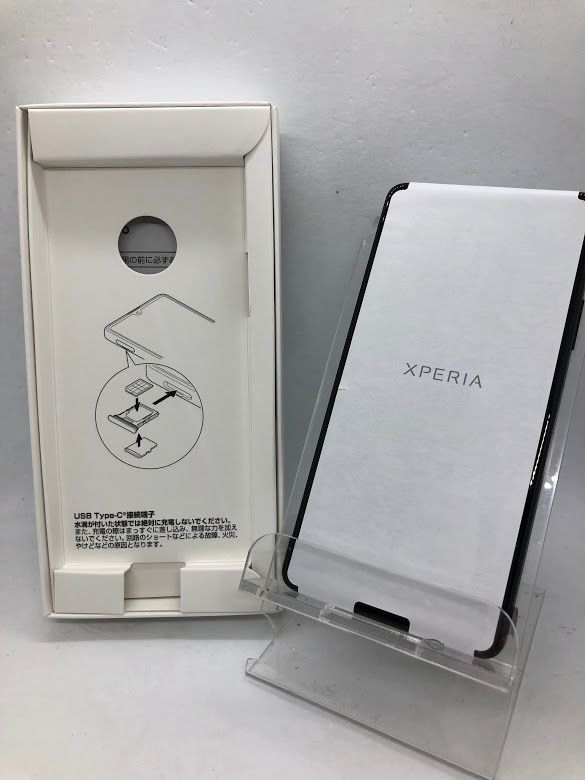 用の前に必ずお
XPERIA
USB Type-C®接続端子
水滴が付いた状態では絶対に充電しないでください。
また、充電の際はまっすぐに差し込み、無理な力を加え
ないでください。回路のショートなどによる故障、火災、
やけどなどの原因となります。